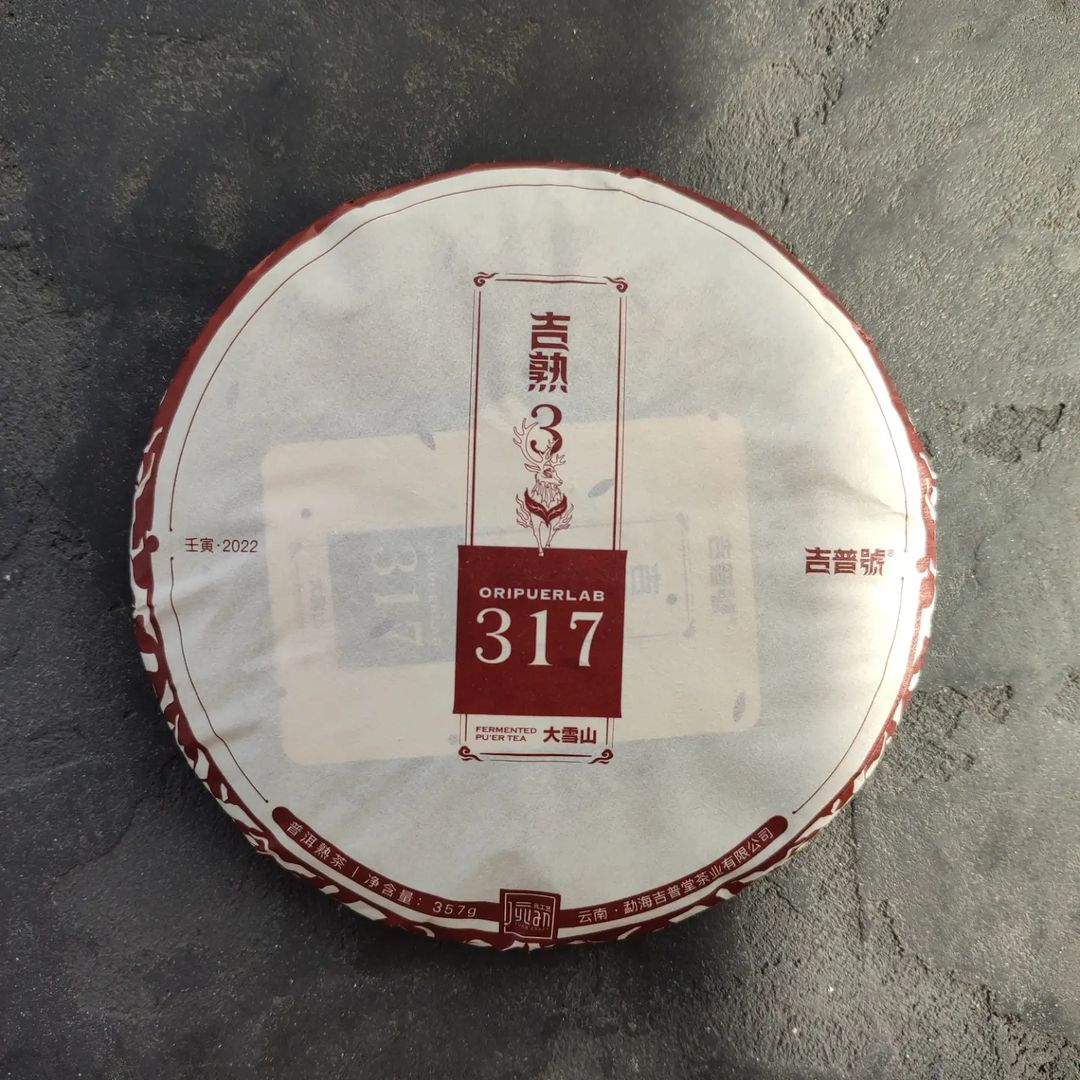 吉熟
3
壬寅·2022
吉普號®
ORIPUERLAB
317
FERMENTED
PU'ER TEA
大雪山
普洱熟茶 | 净含量：357g
云南·勐海吉普堂茶业有限公司